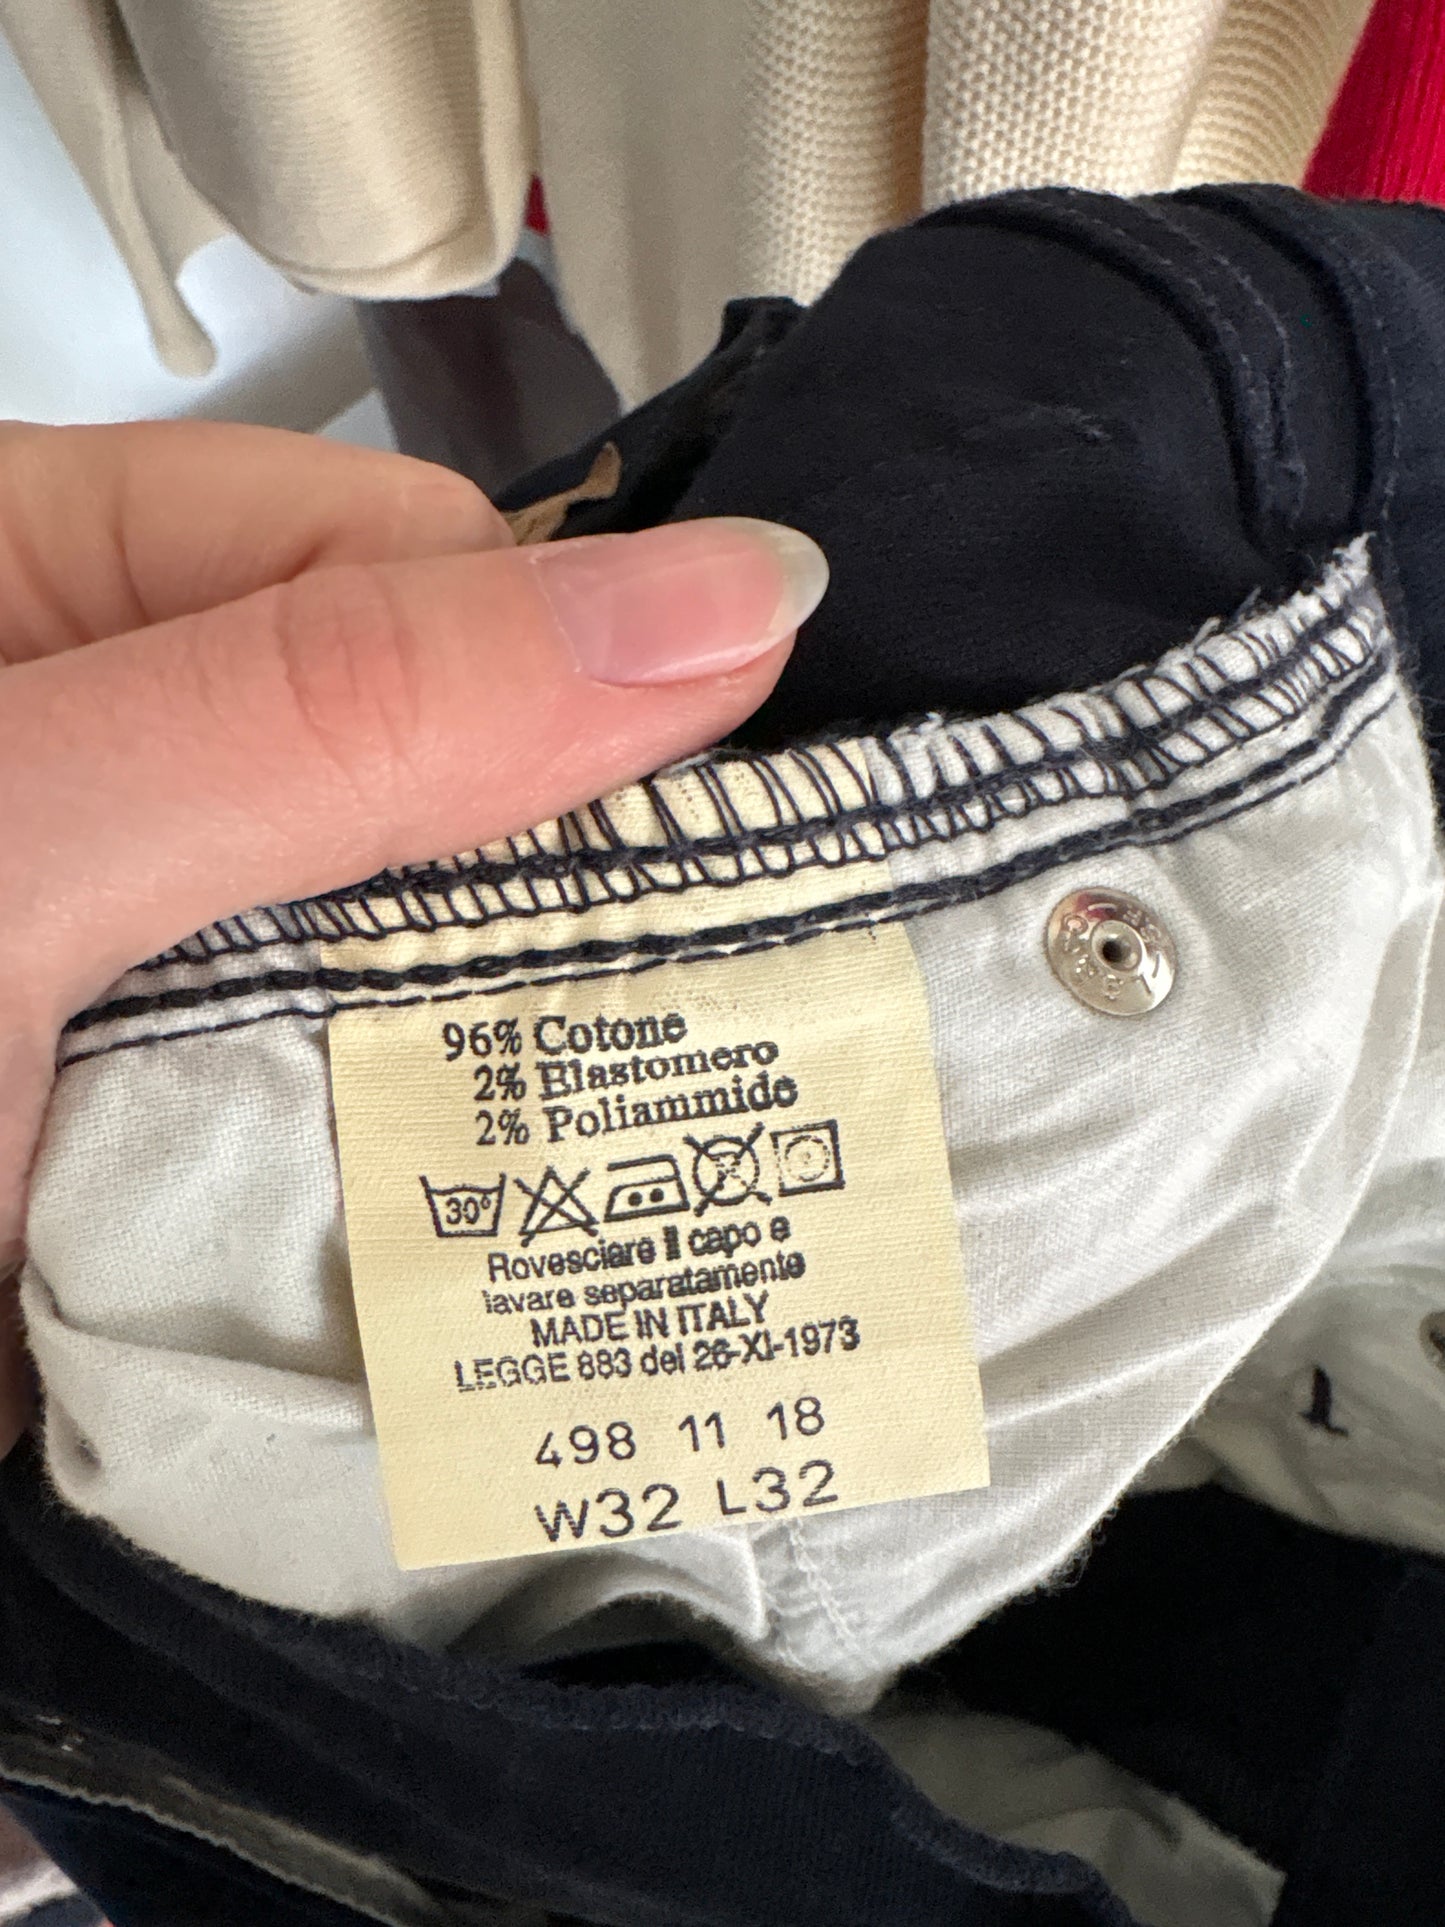 96% Cotone
2% Elastomero
2% Poliammide
30°
Rovesciare il capo e
lavare separatamente
MADE IN ITALY
LEGGE 883 del 26-XI-1973
498 11 18
W32 L32